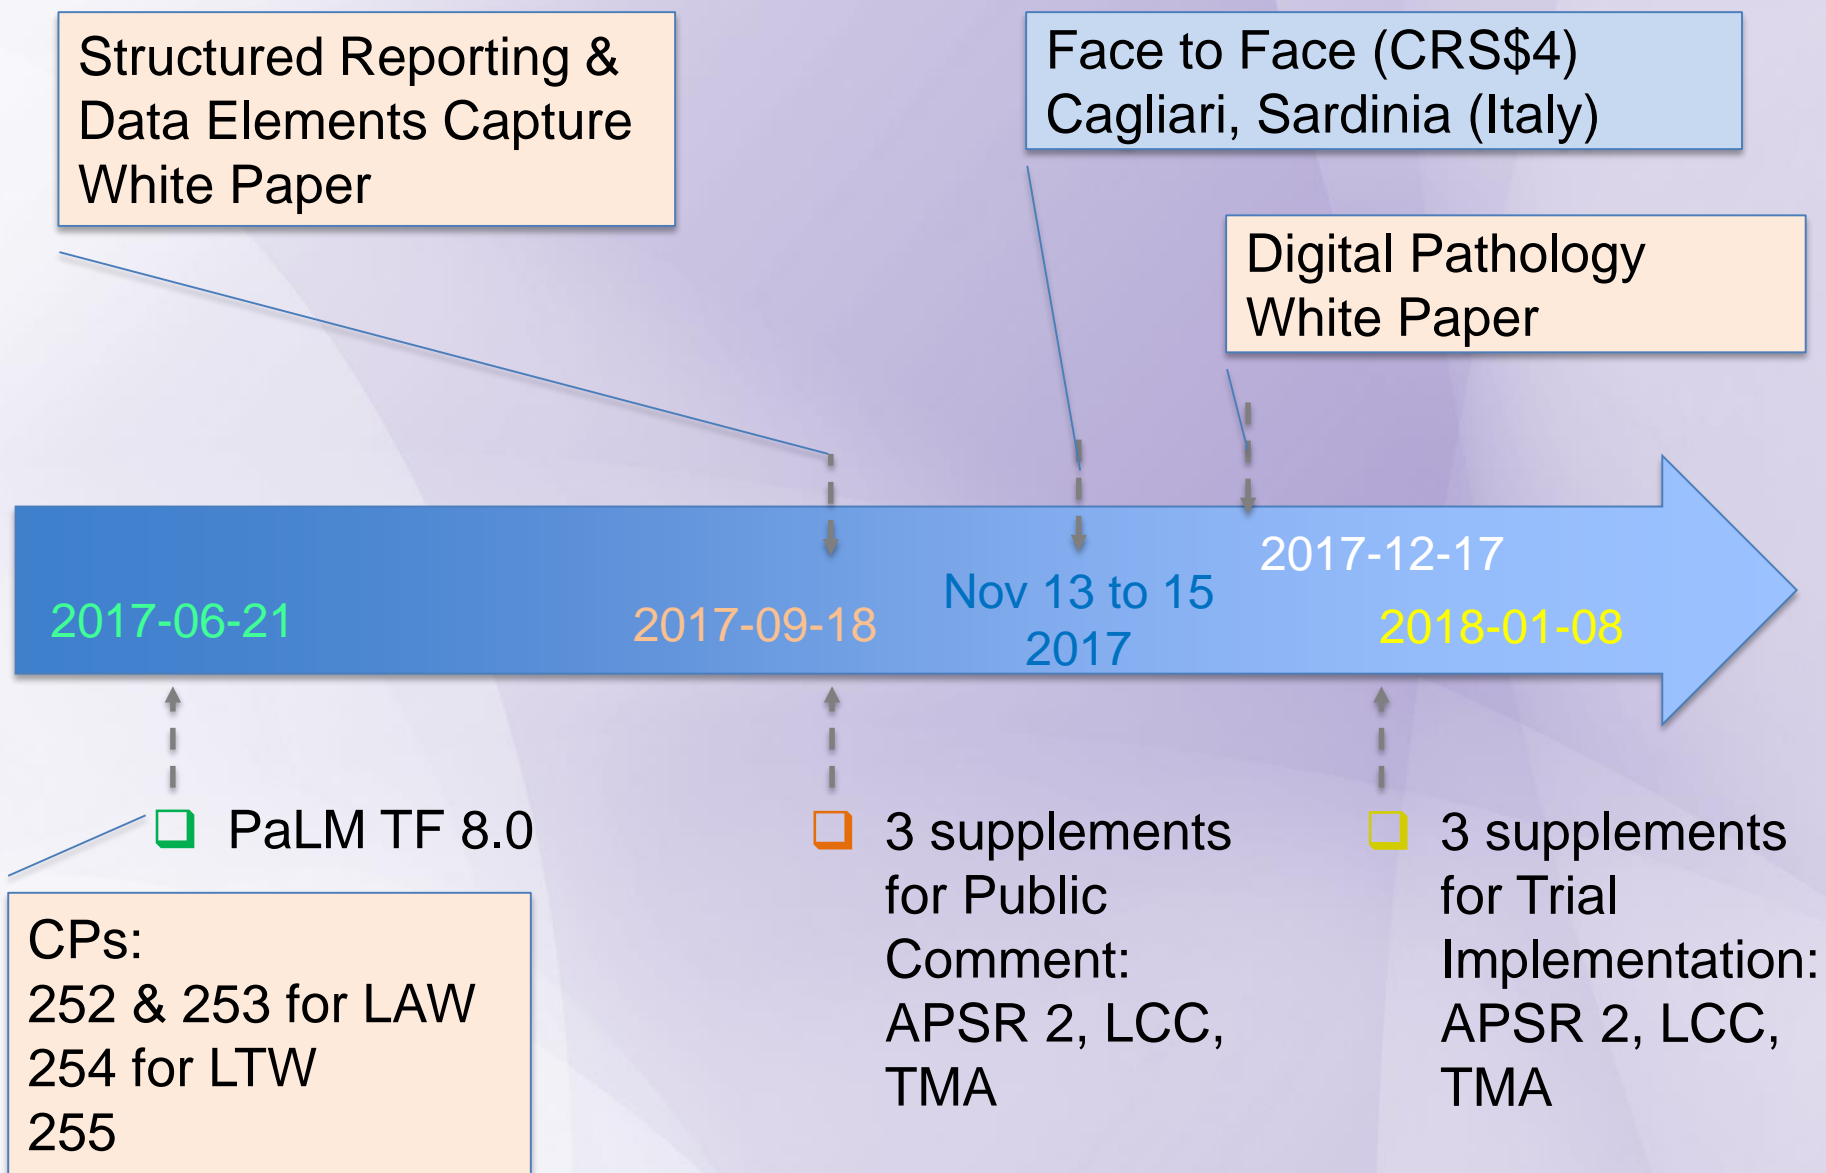 Structured Reporting &
Data Elements Capture
White Paper
Face to Face (CRS$4)
Cagliari, Sardinia (Italy)
Digital Pathology
White Paper
2017-06-21
2017-09-18
Nov 13 to 15
2017
2017-12-17
2018-01-08
PaLM TF 8.0
CPs:
252 & 253 for LAW
254 for LTW
255
3 supplements
for Public
Comment:
APSR 2, LCC,
TMA
3 supplements
for Trial
Implementation:
APSR 2, LCC,
TMA